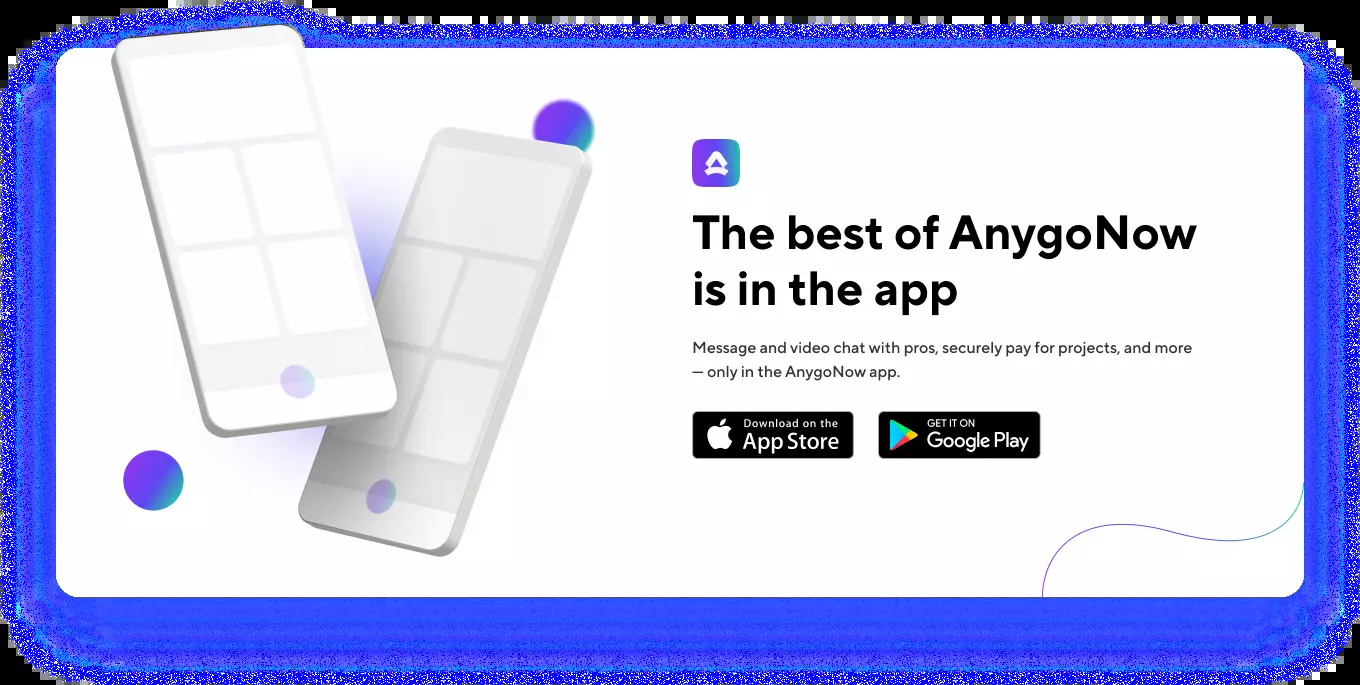 The best of AnygoNow
is in the app
Message and video chat with pros, securely pay for projects, and more
— only in the AnygoNow app.
Download on the
App Store
GET IT ON
Google Play